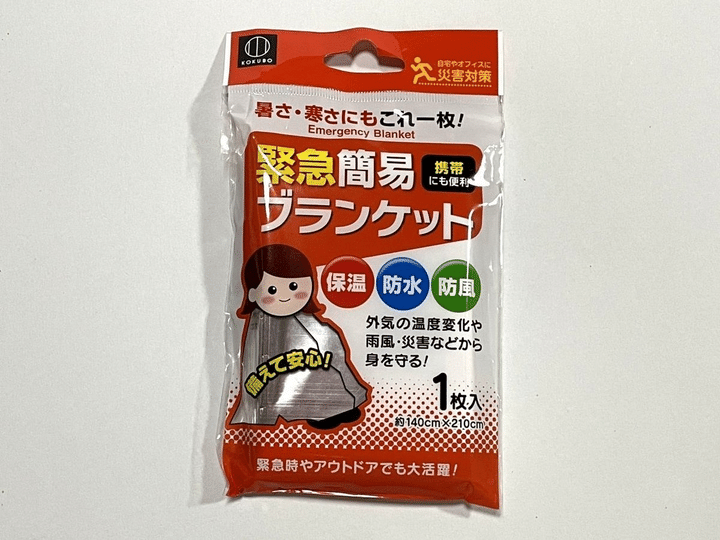 KOKUBO
自宅やオフィスに
災害対策
暑さ・寒さにもこれ一枚!
Emergency Blanket
緊急簡易
携帯
にも便利
ブランケット
保温
防水
防風
外気の温度変化や
雨風・災害などから
身を守る!
備えて安心!
1枚入
約140cm×210cm
緊急時やアウトドアでも大活躍!